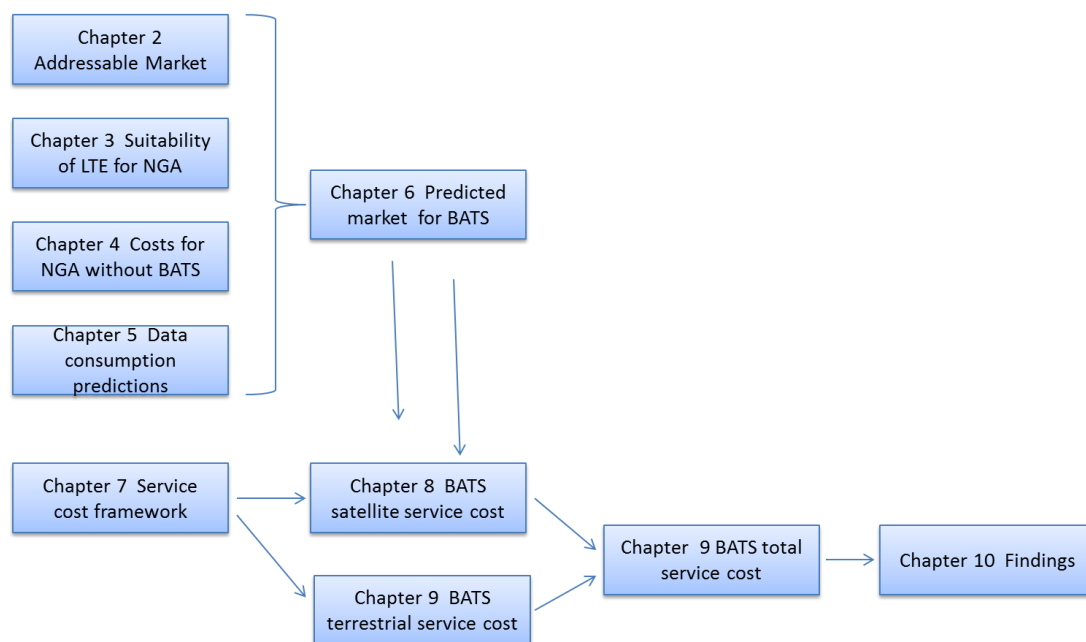 Chapter 2
Addressable Market
Chapter 3 Suitability
of LTE for NGA
Chapter 4 Costs for
NGA without BATS
Chapter 5 Data
consumption
predictions
Chapter 6 Predicted
market for BATS
Chapter 7 Service
cost framework
Chapter 8 BATS
satellite service cost
Chapter 9 BATS
terrestrial service cost
Chapter 9 BATS total
service cost
Chapter 10 Findings